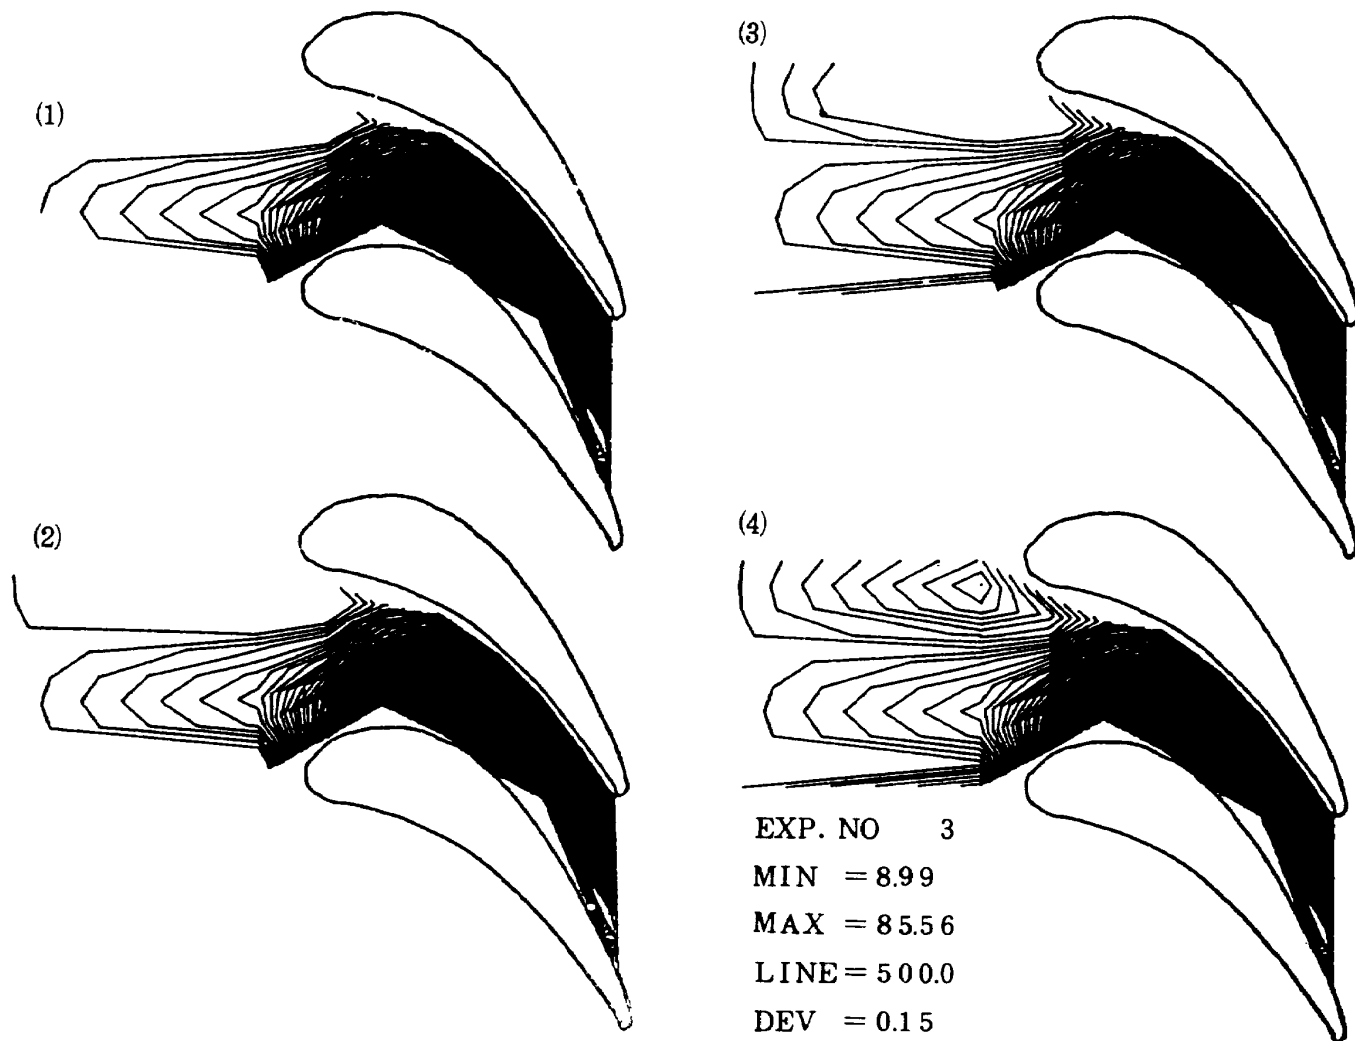 (1)
(3)
(2)
(4)
EXP. NO 3
MIN = 8.99
MAX = 85.56
LINE = 500.0
DEV = 0.15